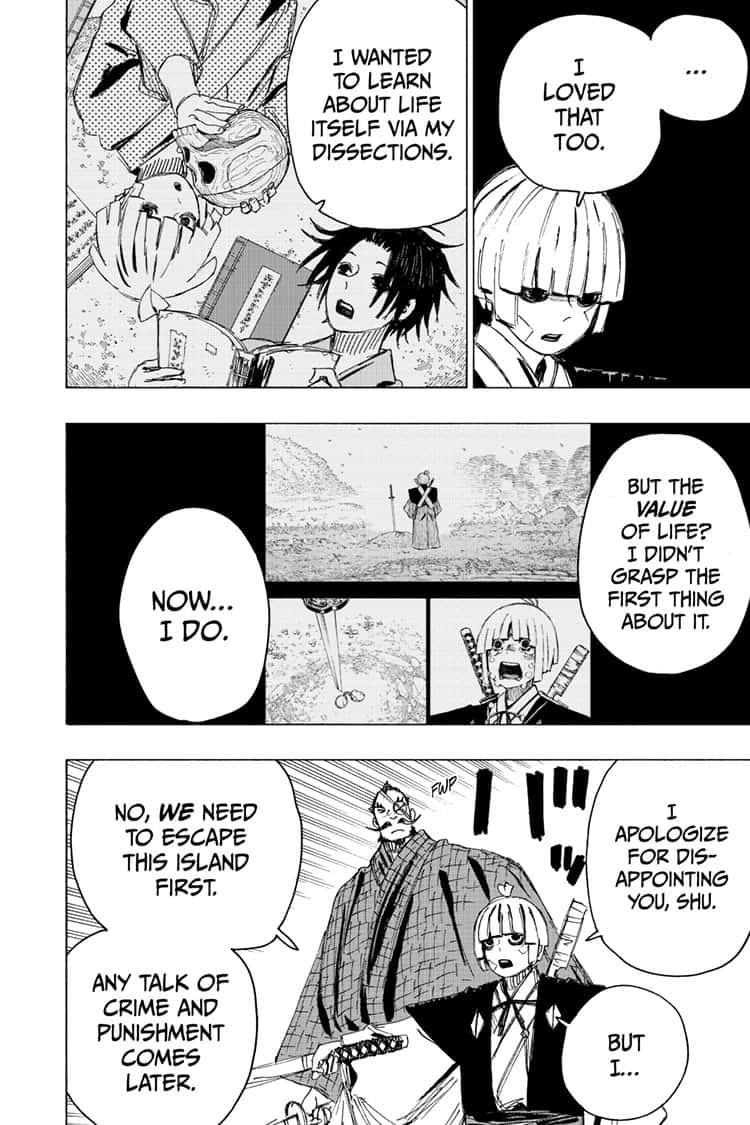 ...
I
LOVED
THAT
TOO.
I WANTED
TO LEARN
ABOUT LIFE
ITSELF VIA MY
DISSECTIONS.
BUT THE
VALUE
OF LIFE?
I DIDN'T
GRASP THE
FIRST THING
ABOUT IT.
NOW...
I DO.
I
APOLOGIZE
FOR DIS-
APPOINTING
YOU, SHU.
BUT
I...
FWP
NO, WE NEED
TO ESCAPE
THIS ISLAND
FIRST.
ANY TALK OF
CRIME AND
PUNISHMENT
COMES
LATER.